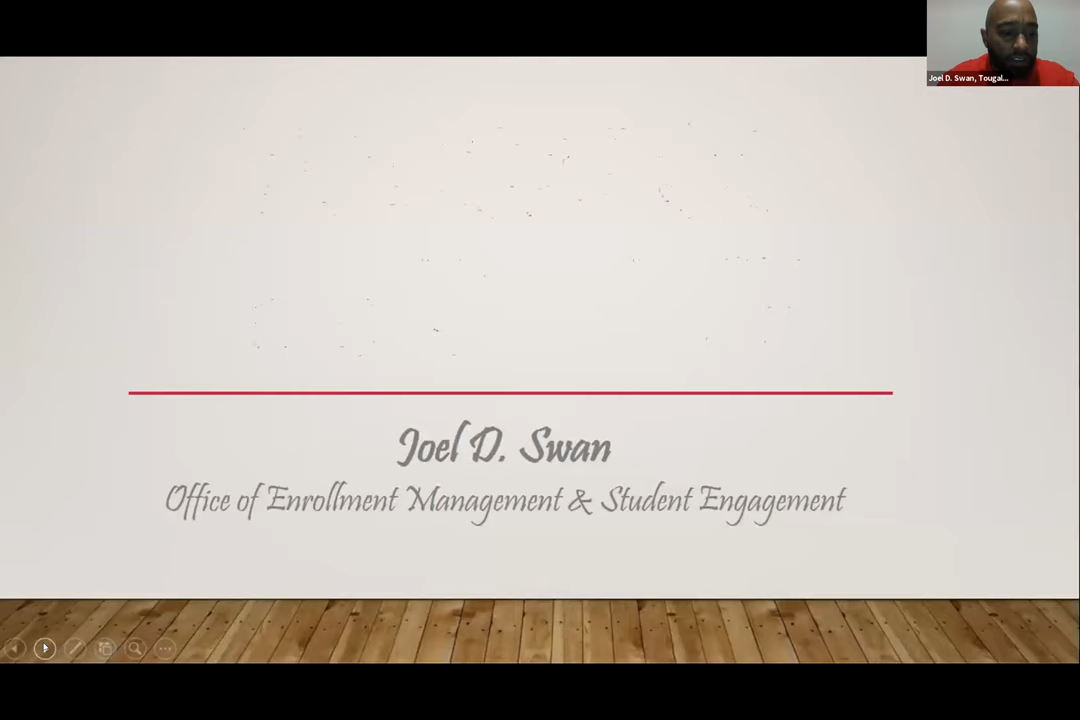 Joel D. Swan, Tougal...
Joel D. Swan
Office of Enrollment Management & Student Engagement